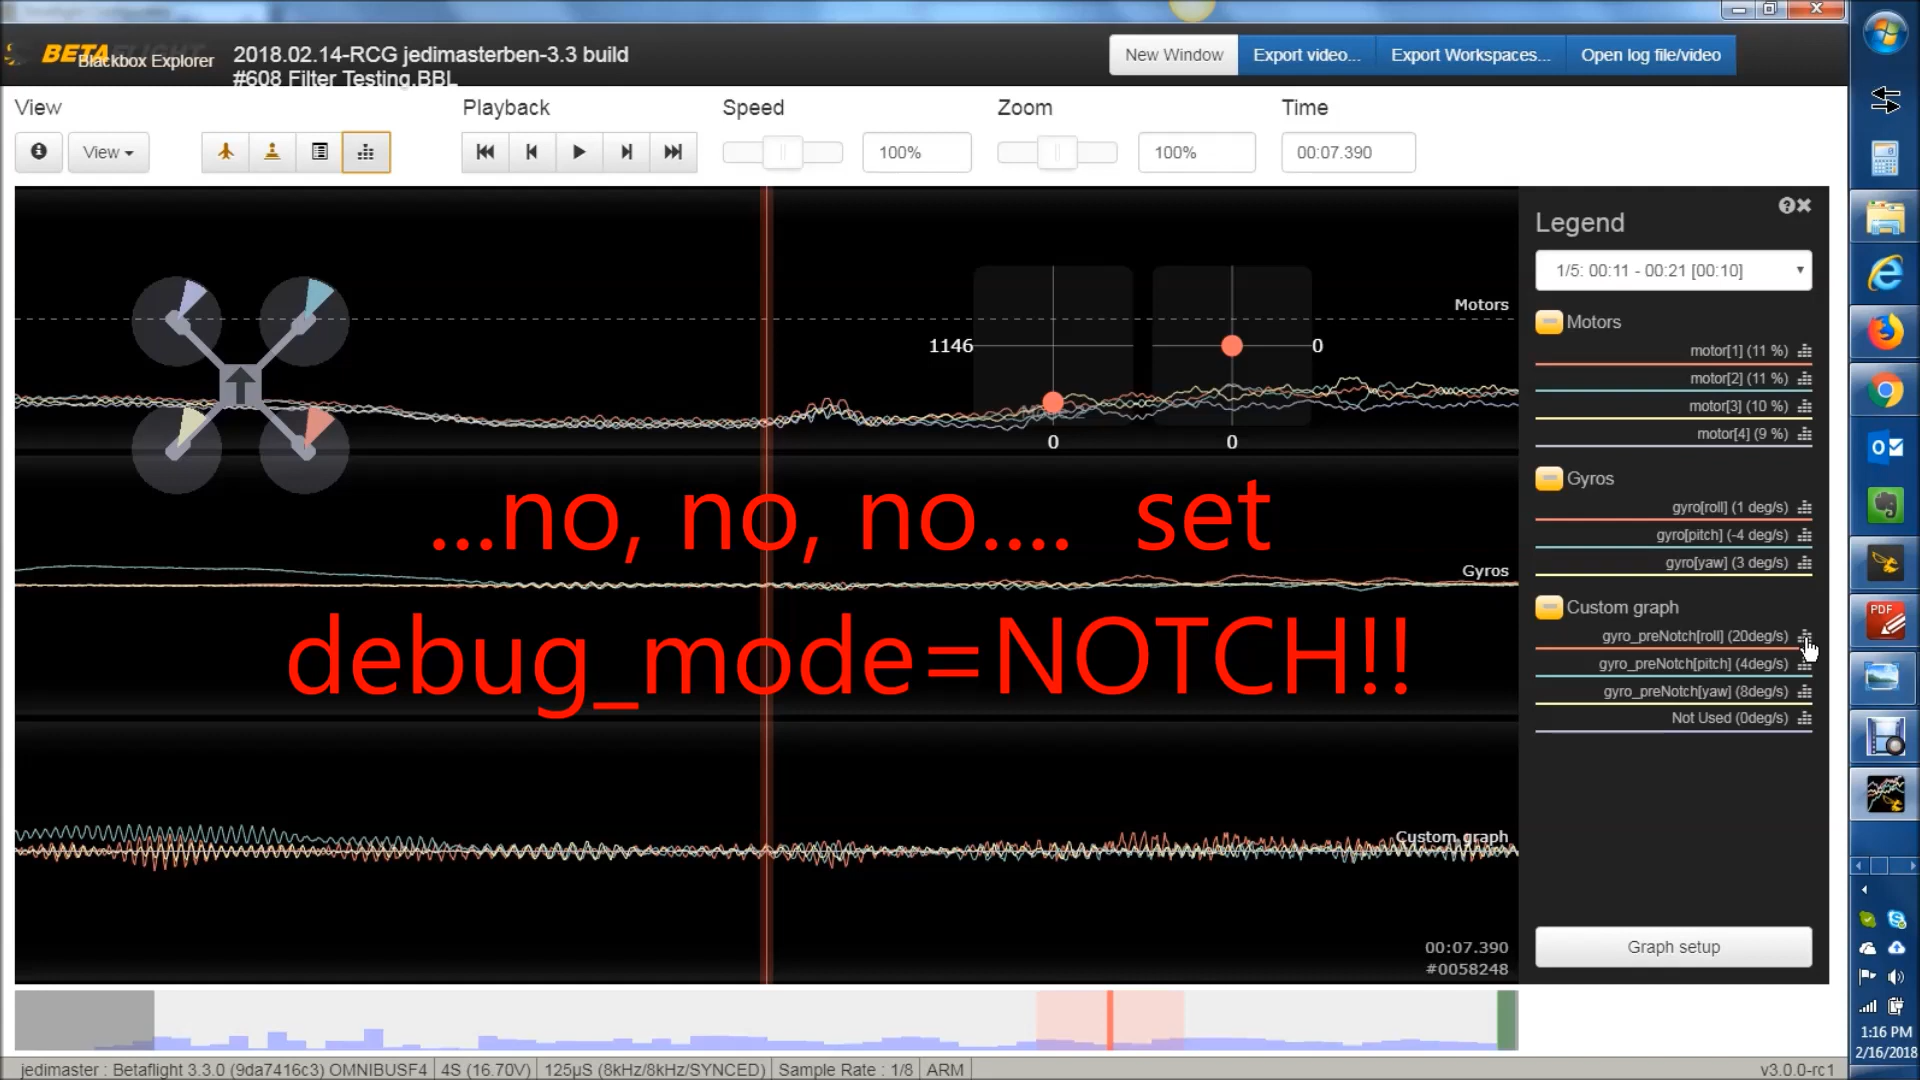 BETAFLIGHT
Blackbox Explorer
2018.02.14-RCG jedimasterben-3.3 build
#608 Filter Testing.BBL
New Window
Export video...
Export Workspaces...
Open log file/video
View
Playback
Speed
Zoom
Time
View
100%
100%
00:07.390
Legend
1/5: 00:11 - 00:21 [00:10]
Motors
motor[1] (11 %)
motor[2] (11 %)
motor[3] (10 %)
motor[4] (9 %)
Gyros
gyro[roll] (1 deg/s)
gyro[pitch] (-4 deg/s)
gyro[yaw] (3 deg/s)
Custom graph
gyro_preNotch[roll] (20deg/s)
gyro_preNotch[pitch] (4deg/s)
gyro_preNotch[yaw] (8deg/s)
Not Used (0deg/s)
Graph setup
Motors
1146
0
0
0
...no, no, no.... set
Gyros
debug_mode=NOTCH!!
Custom graph
00:07.390
#0058248
PDF
1:16 PM
2/16/2018
jedimaster : Betaflight 3.3.0 (9da7416c3) OMNIBUSF4
4S (16.70V)
125µS (8kHz/8kHz/SYNCED)
Sample Rate : 1/8
ARM
v3.0.0-rc1